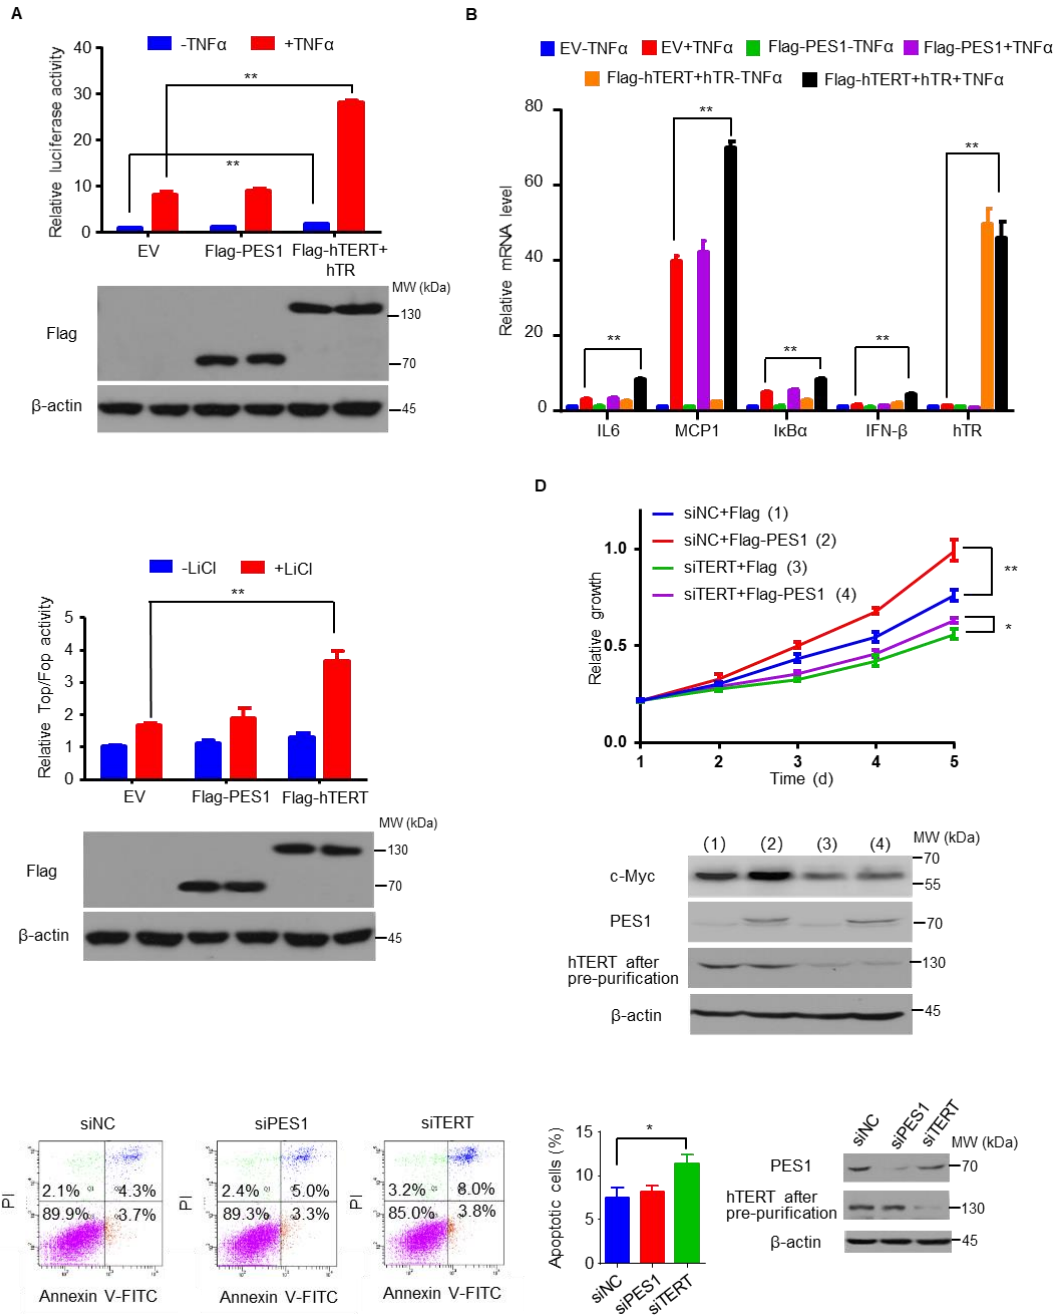 A
-TNFα
+TNFα
Relative luciferase activity
40
30
20
10
0
**
**
EV
Flag-PES1
Flag-hTERT+
hTR
MW (kDa)
Flag
130
70
β-actin
45
B
EV-TNFα
EV+TNFα
Flag-PES1-TNFα
Flag-PES1+TNFα
Flag-hTERT+hTR-TNFα
Flag-hTERT+hTR+TNFα
Relative mRNA level
80
60
40
20
0
**
**
**
**
**
IL6
MCP1
IκBα
IFN-β
hTR
-LiCl
+LiCl
Relative Top/Fop activity
5
4
3
2
1
0
**
EV
Flag-PES1
Flag-hTERT
MW (kDa)
Flag
130
70
β-actin
45
D
siNC+Flag (1)
siNC+Flag-PES1 (2)
siTERT+Flag (3)
siTERT+Flag-PES1 (4)
Relative growth
1.0
0.5
0.0
**
*
1 2 3 4 5
Time (d)
(1) (2) (3) (4)
MW (kDa)
c-Myc
70
55
PES1
70
hTERT after
pre-purification
130
β-actin
45
siNC
PI
2.1%
4.3%
89.9%
3.7%
Annexin V-FITC
siPES1
PI
2.4%
5.0%
89.3%
3.3%
Annexin V-FITC
siTERT
PI
3.2%
8.0%
85.0%
3.8%
Annexin V-FITC
Apoptotic cells (%)
15
10
5
0
*
siNC
siPES1
siTERT
siNC
siPES1
siTERT
MW (kDa)
PES1
70
hTERT after
pre-purification
130
β-actin
45